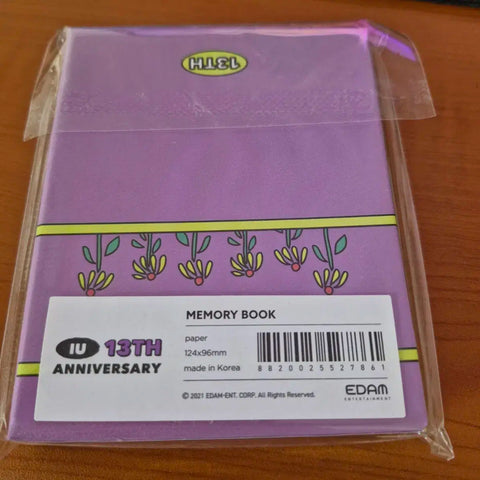 13TH
MEMORY BOOK
paper
124x96mm
made in Korea
IU 13TH
ANNIVERSARY
8820025527861
© 2021 EDAM-ENT. CORP. All Rights Reserved.
EDAM
ENTERTAINMENT